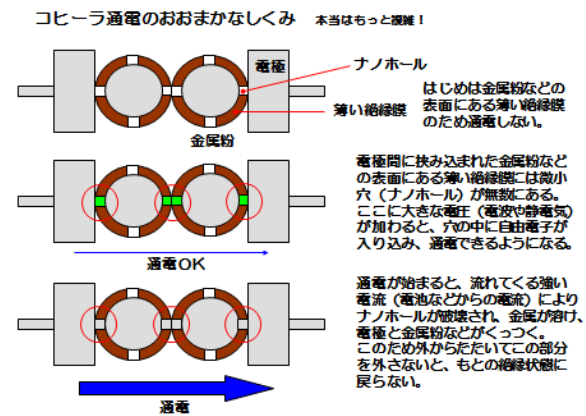 コヒーラ通電のおおまかなしくみ 本当はもっと複雑！
電極
ナノホール
薄い絶縁膜
金属粉
はじめは金属粉などの
表面にある薄い絶縁膜
のため通電しない。
電極間に挟み込まれた金属粉など
の表面にある薄い絶縁膜には微小
穴（ナノホール）が無数にある。
ここに大きな電圧（電波や静電気）
が加わると、穴の中に自由電子が
入り込み、通電できるようになる。
通電OK
通電が始まると、流れてくる強い
電流（電池などからの電流）により
ナノホールが破壊され、金属が溶け、
電極と金属粉などがくっつく。
このため外からたたいてこの部分
を外さないと、もとの絶縁状態に
戻らない。
通電